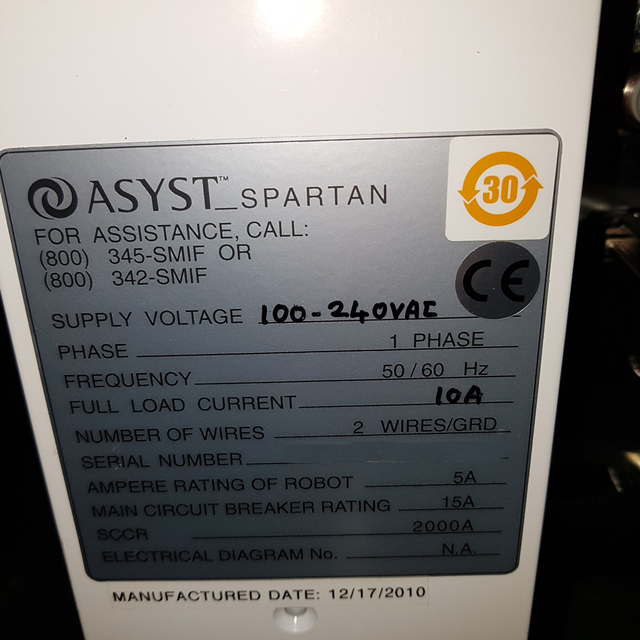 ASYST™ SPARTAN
30
FOR ASSISTANCE, CALL:
(800) 345-SMIF OR
(800) 342-SMIF
CE
SUPPLY VOLTAGE 100-240VAC
PHASE 1 PHASE
FREQUENCY 50/60 Hz
FULL LOAD CURRENT 10A
NUMBER OF WIRES 2 WIRES/GRD
SERIAL NUMBER
AMPERE RATING OF ROBOT 5A
MAIN CIRCUIT BREAKER RATING 15A
SCCR 2000A
ELECTRICAL DIAGRAM No. N.A.
MANUFACTURED DATE: 12/17/2010